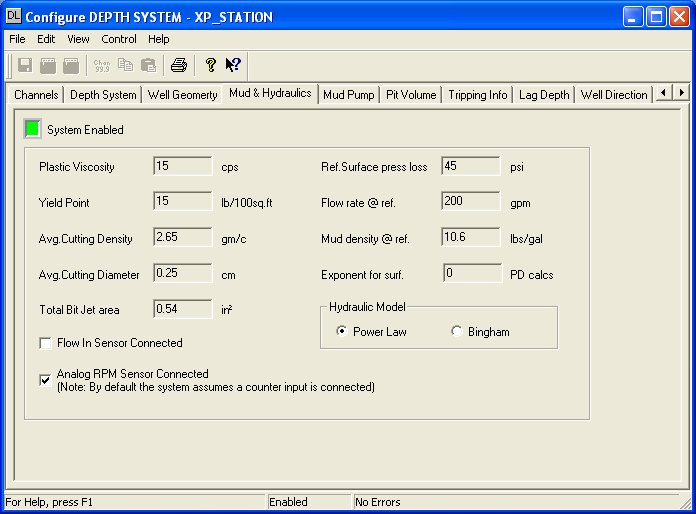 DL Configure DEPTH SYSTEM - XP_STATION
File Edit View Control Help
Chan 99.9
Channels Depth System Well Geomerty Mud & Hydraulics Mud Pump Pit Volume Tripping Info Lag Depth Well Direction
System Enabled
Plastic Viscosity 15 cps Ref.Surface press loss 45 psi
Yield Point 15 lb/100sq.ft Flow rate @ ref. 200 gpm
Avg.Cutting Density 2.65 gm/c Mud density @ ref. 10.6 lbs/gal
Avg.Cutting Diameter 0.25 cm Exponent for surf. 0 PD calcs
Total Bit Jet area 0.54 in² Hydraulic Model
Power Law Bingham
Flow In Sensor Connected
Analog RPM Sensor Connected
(Note: By default the system assumes a counter input is connected)
For Help, press F1 Enabled No Errors